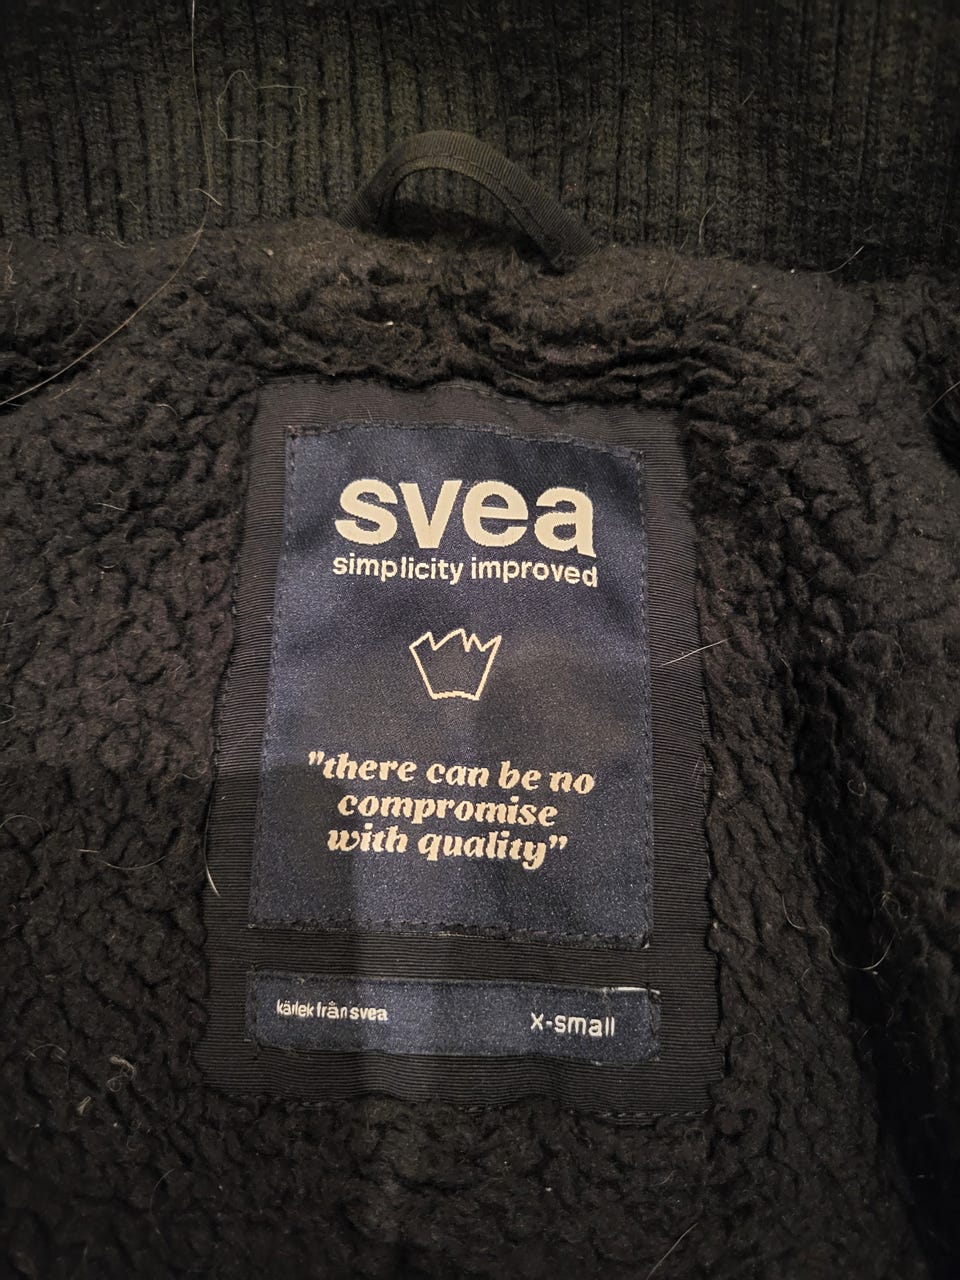 svea
simplicity improved
"there can be no
compromise
with quality"
kärlek från svea
x-small